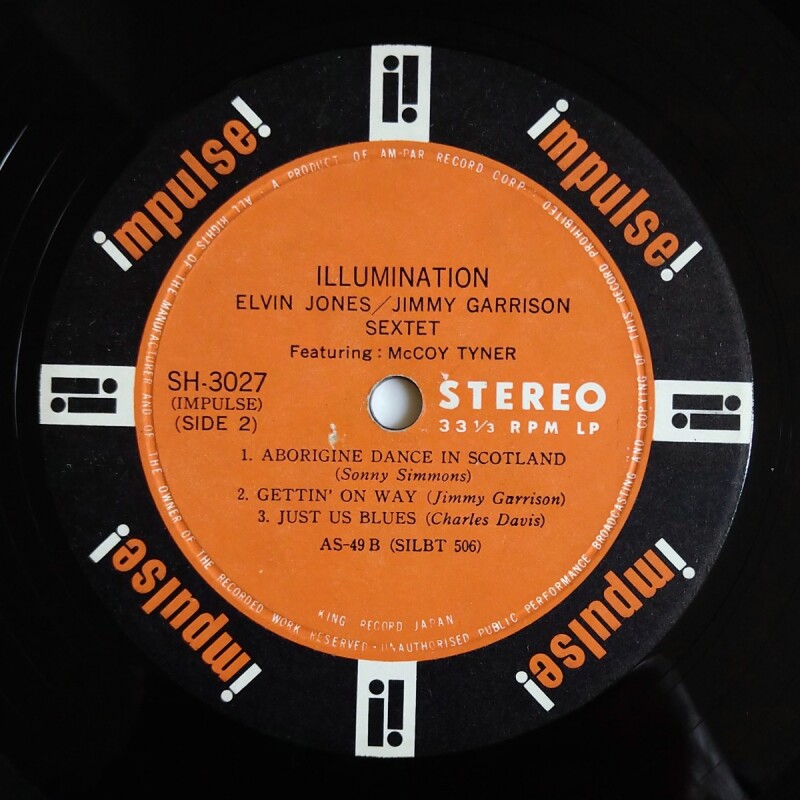 impulse!
impulse!
ALL RIGHTS OF THE MANUFACTURER AND OF THE OWNER OF THE RECORDED WORK RESERVED - UNAUTHORISED PUBLIC PERFORMANCE BROADCASTING AND COPYING OF THIS RECORD PROHIBITED
A PRODUCT OF AM-PAR RECORD CORP.
ILLUMINATION
ELVIN JONES/JIMMY GARRISON
SEXTET
Featuring: McCOY TYNER
SH-3027
(IMPULSE)
(SIDE 2)
STEREO
33 1/3 RPM LP
1. ABORIGINE DANCE IN SCOTLAND
(Sonny Simmons)
2. GETTIN' ON WAY (Jimmy Garrison)
3. JUST US BLUES (Charles Davis)
AS-49 B (SILBT 506)
KING RECORD JAPAN
impulse!
impulse!